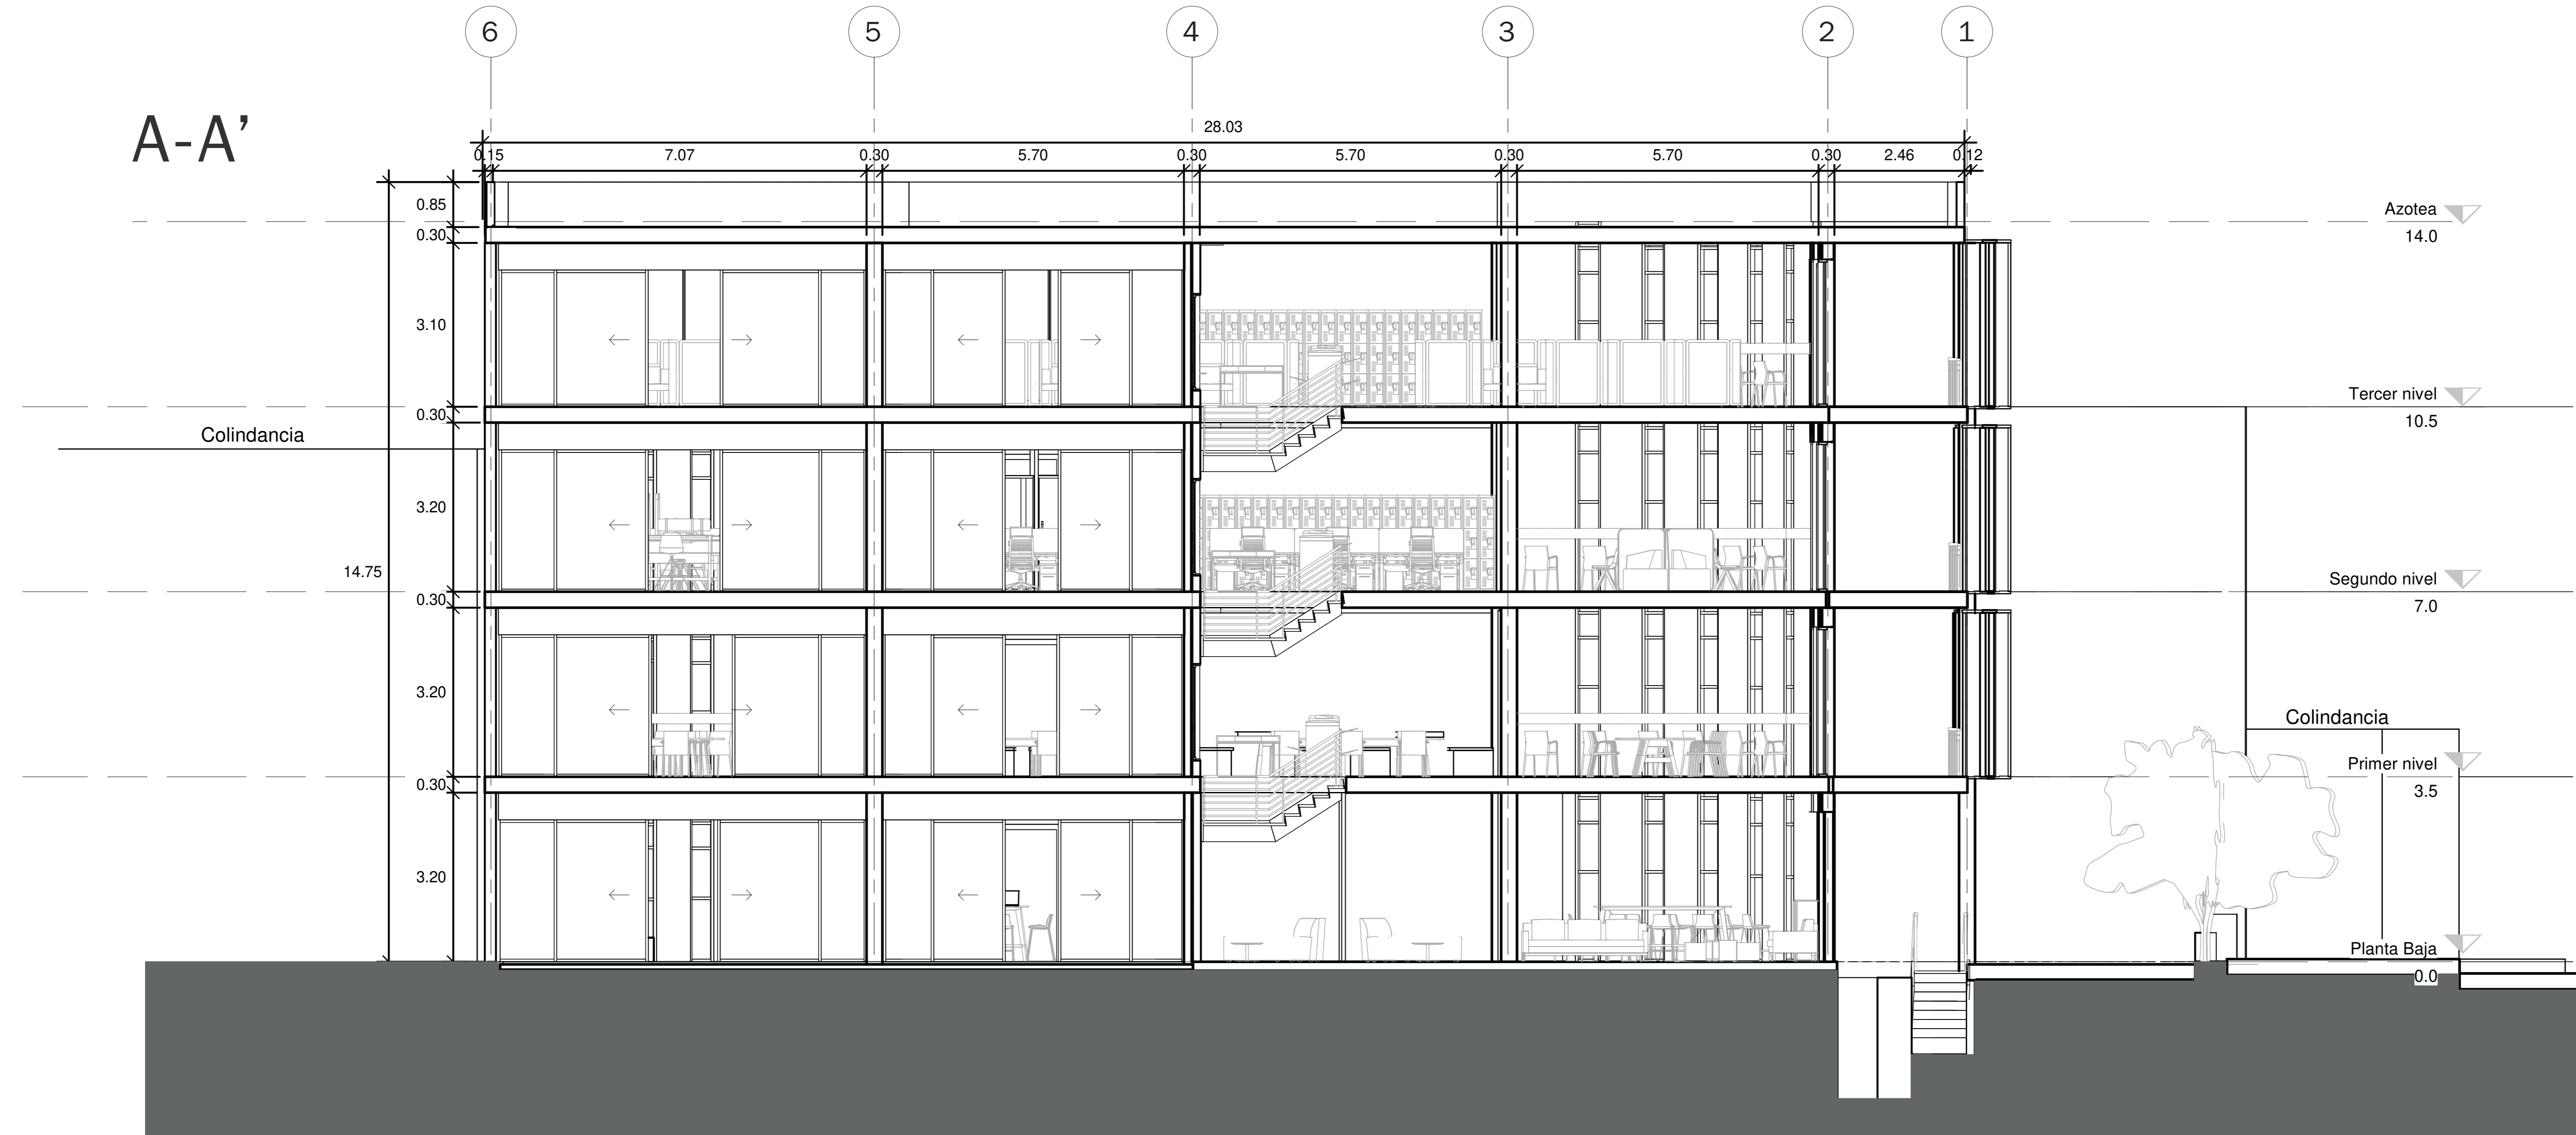 6 5 4 3 2 1
A-A’
28.03
0.15 7.07 0.30 5.70 0.30 5.70 0.30 5.70 0.30 2.46 0.12
0.85
Azotea
0.30
14.0
3.10
Tercer nivel
0.30
10.5
Colindancia
3.20
14.75
Segundo nivel
0.30
7.0
3.20
Colindancia
Primer nivel
0.30
3.5
3.20
Planta Baja
0.0